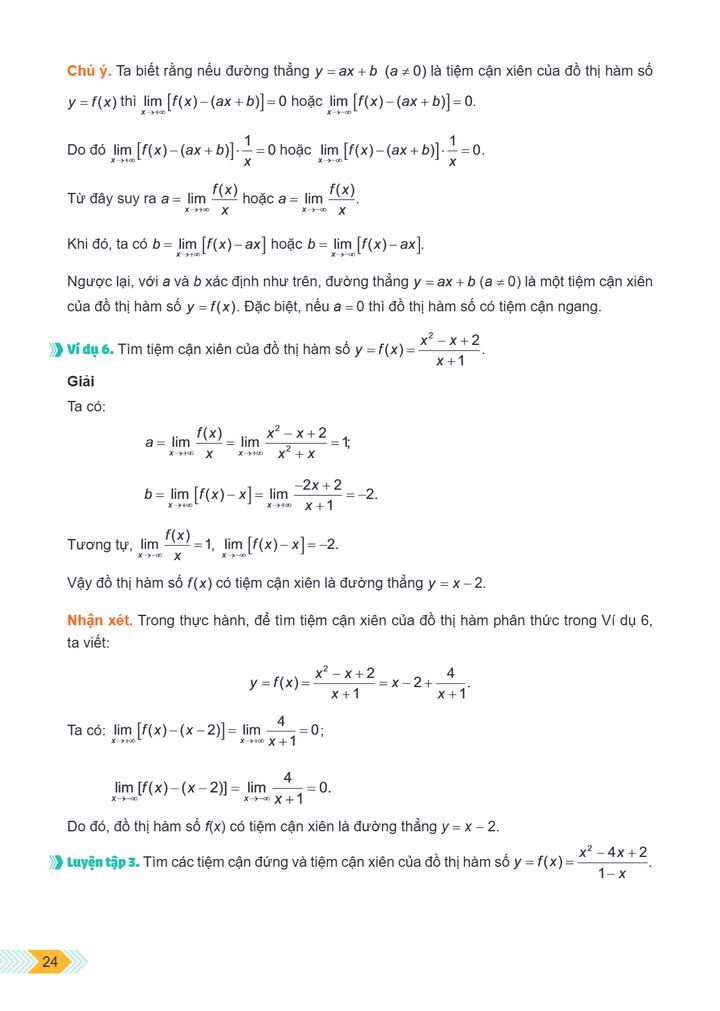 Chú ý. Ta biết rằng nếu đường thẳng y = ax + b (a ≠ 0) là tiệm cận xiên của đồ thị hàm số
y = f(x) thì lim_{x→+∞} [f(x) − (ax + b)] = 0 hoặc lim_{x→−∞} [f(x) − (ax + b)] = 0.
Do đó lim_{x→+∞} [f(x) − (ax + b)] · 1/x = 0 hoặc lim_{x→−∞} [f(x) − (ax + b)] · 1/x = 0.
Từ đây suy ra a = lim_{x→+∞} f(x)/x hoặc a = lim_{x→−∞} f(x)/x.
Khi đó, ta có b = lim_{x→+∞} [f(x) − ax] hoặc b = lim_{x→−∞} [f(x) − ax].
Ngược lại, với a và b xác định như trên, đường thẳng y = ax + b (a ≠ 0) là một tiệm cận xiên
của đồ thị hàm số y = f(x). Đặc biệt, nếu a = 0 thì đồ thị hàm số có tiệm cận ngang.
Ví dụ 6. Tìm tiệm cận xiên của đồ thị hàm số y = f(x) = (x² − x + 2)/(x + 1).
Giải
Ta có:
a = lim_{x→+∞} f(x)/x = lim_{x→+∞} (x² − x + 2)/(x² + x) = 1;
b = lim_{x→+∞} [f(x) − x] = lim_{x→+∞} (−2x + 2)/(x + 1) = −2.
Tương tự, lim_{x→−∞} f(x)/x = 1, lim_{x→−∞} [f(x) − x] = −2.
Vậy đồ thị hàm số f(x) có tiệm cận xiên là đường thẳng y = x − 2.
Nhận xét. Trong thực hành, để tìm tiệm cận xiên của đồ thị hàm phân thức trong Ví dụ 6,
ta viết:
y = f(x) = (x² − x + 2)/(x + 1) = x − 2 + 4/(x + 1).
Ta có: lim_{x→+∞} [f(x) − (x − 2)] = lim_{x→+∞} 4/(x + 1) = 0;
lim_{x→−∞} [f(x) − (x − 2)] = lim_{x→−∞} 4/(x + 1) = 0.
Do đó, đồ thị hàm số f(x) có tiệm cận xiên là đường thẳng y = x − 2.
Luyện tập 3. Tìm các tiệm cận đứng và tiệm cận xiên của đồ thị hàm số y = f(x) = (x² − 4x + 2)/(1 − x).
24